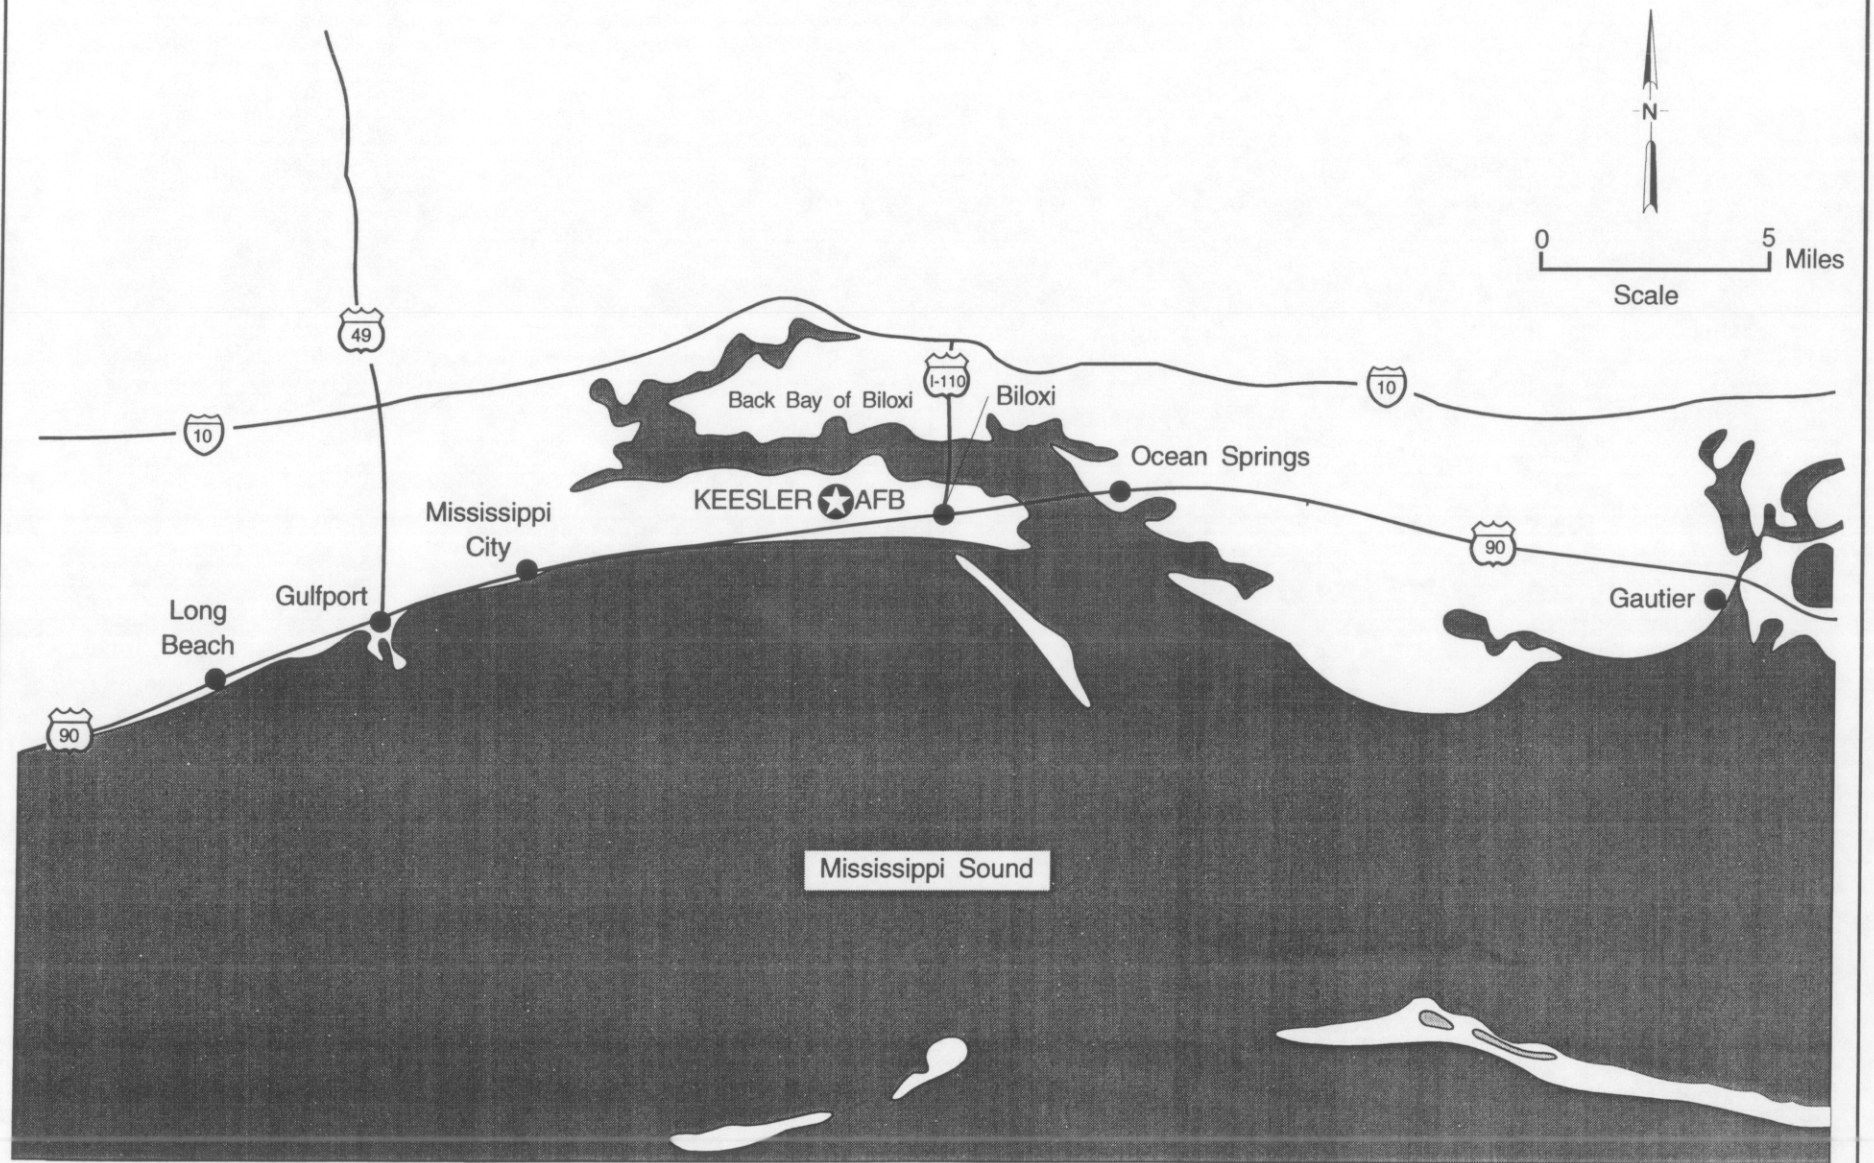 N
0 5
Miles
Scale
49
I-110
10
Back Bay of Biloxi
Biloxi
10
Ocean Springs
KEESLER AFB
Mississippi
City
90
Gulfport
Long
Beach
Gautier
90
Mississippi Sound